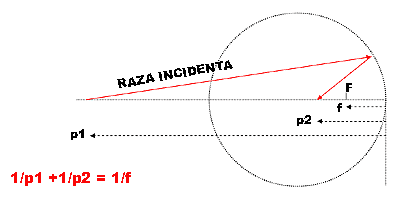 RAZA INCIDENTA
F
f
p2
p1
1/p1 +1/p2 = 1/f